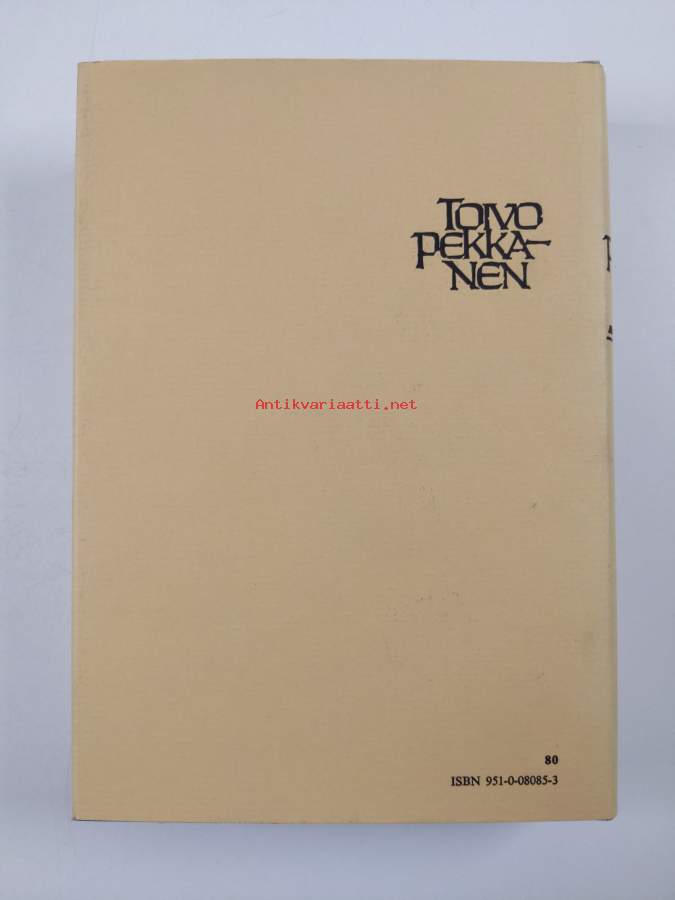 TOIVO
PEKKA-
NEN
Antikvariaatti.net
80
ISBN 951-0-08085-3